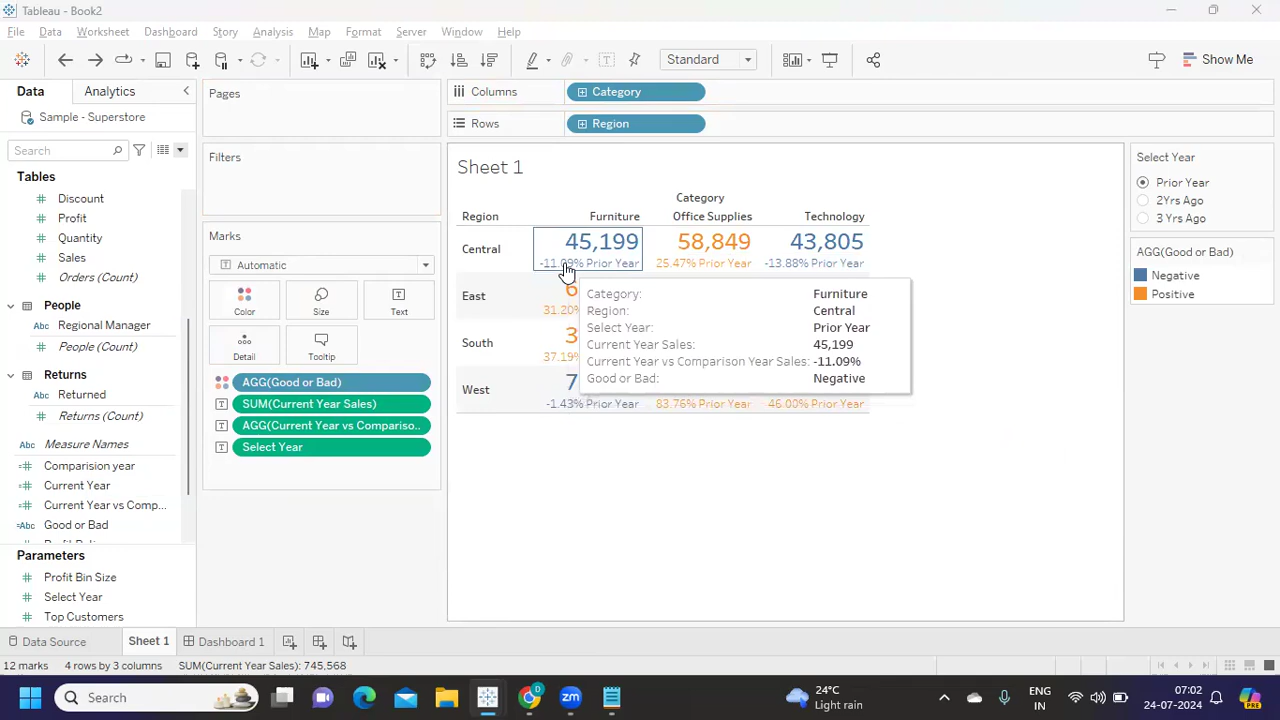 Tableau - Book2
File Data Worksheet Dashboard Story Analysis Map Format Server Window Help
Standard
Show Me
Data Analytics
Sample - Superstore
Search
Tables
Discount
Profit
Quantity
Sales
Orders (Count)
People
Abc Regional Manager
People (Count)
Returns
Abc Returned
Returns (Count)
Abc Measure Names
Comparision year
Current Year
Current Year vs Comp...
Abc Good or Bad
Parameters
Profit Bin Size
Select Year
Top Customers
Pages
Filters
Marks
Automatic
Color Size Text
Detail Tooltip
AGG(Good or Bad)
SUM(Current Year Sales)
AGG(Current Year vs Compariso..
Select Year
Columns Category
Rows Region
Sheet 1
Category
Region Furniture Office Supplies Technology
Central 45,199 58,849 43,805
-11.09% Prior Year 25.47% Prior Year -13.88% Prior Year
East 6
31.20%
South 3
37.19%
West 7
-1.43% Prior Year 83.76% Prior Year 46.00% Prior Year
Category: Furniture
Region: Central
Select Year: Prior Year
Current Year Sales: 45,199
Current Year vs Comparison Year Sales: -11.09%
Good or Bad: Negative
Select Year
Prior Year
2Yrs Ago
3 Yrs Ago
AGG(Good or Bad)
Negative
Positive
Data Source Sheet 1 Dashboard 1
12 marks 4 rows by 3 columns SUM(Current Year Sales): 745,568
Search
24°C
Light rain
ENG
IN
07:02
24-07-2024